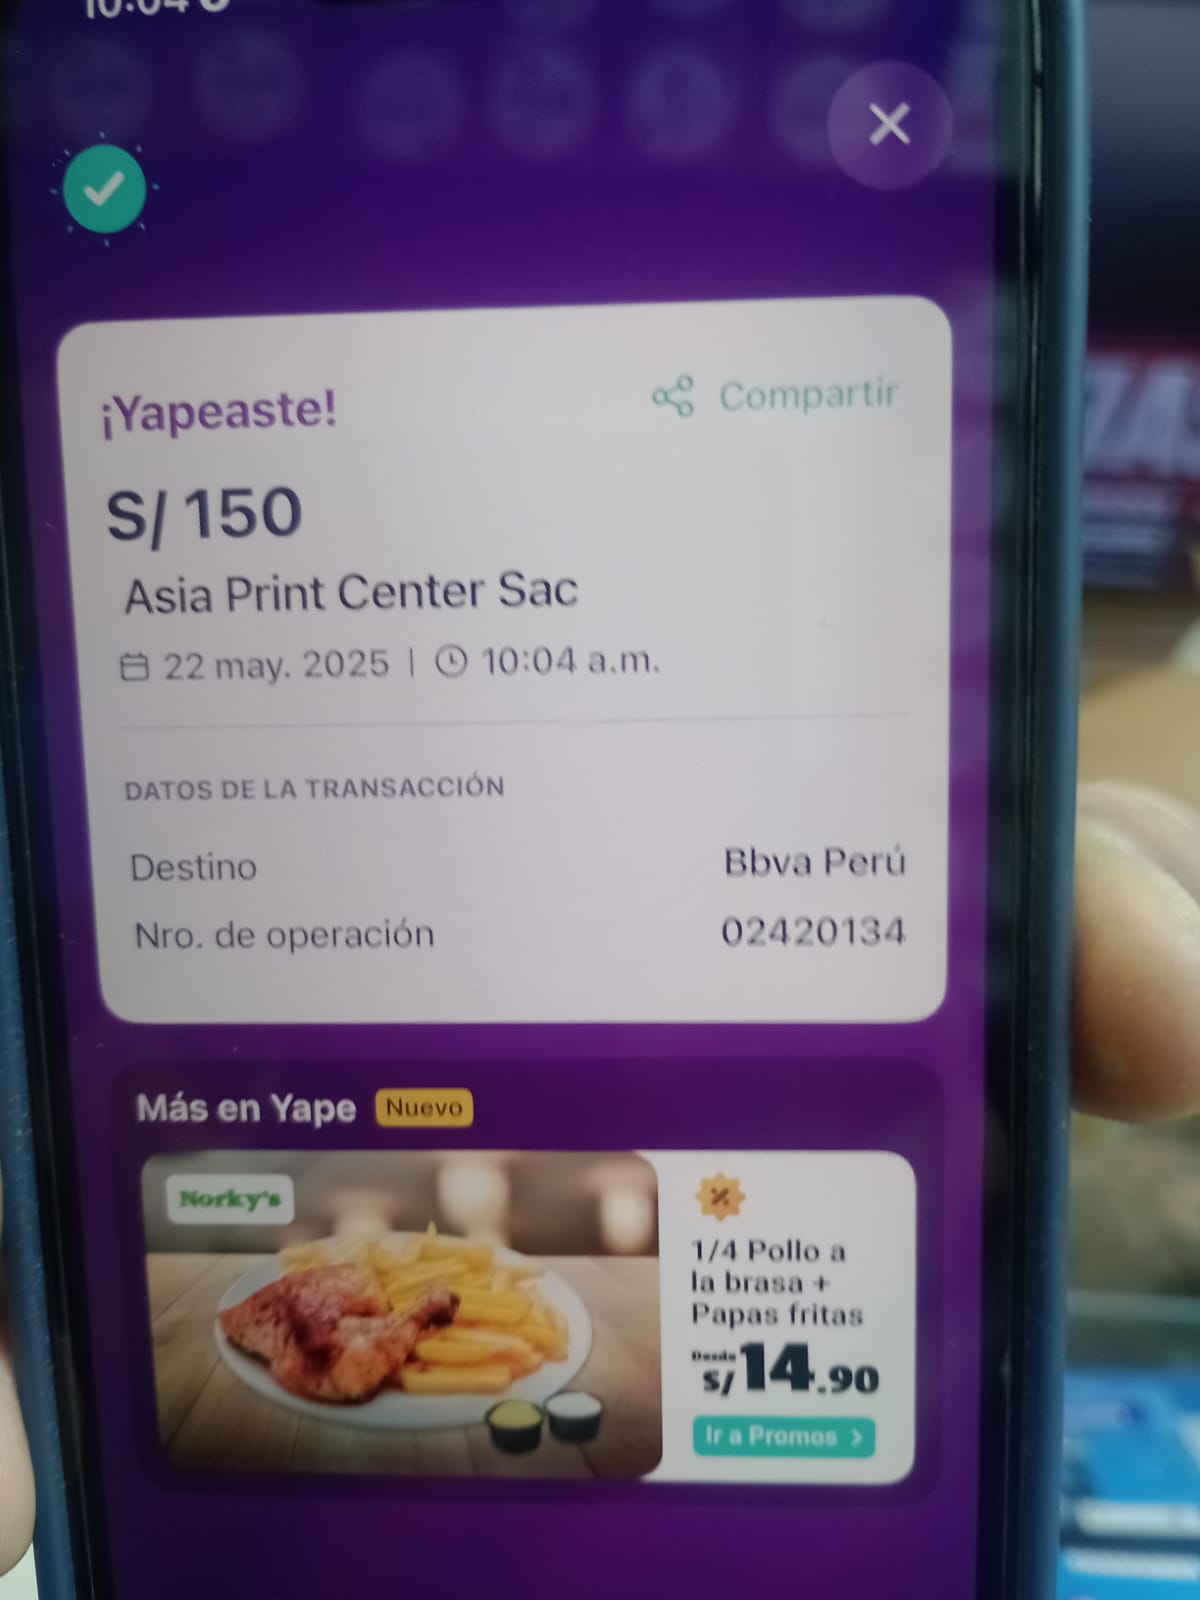 10:04
¡Yapeaste!
Compartir
S/ 150
Asia Print Center Sac
22 may. 2025 | 10:04 a.m.
DATOS DE LA TRANSACCIÓN
Destino Bbva Perú
Nro. de operación 02420134
Más en Yape Nuevo
Norky's
1/4 Pollo a
la brasa +
Papas fritas
Desde
S/14.90
Ir a Promos >